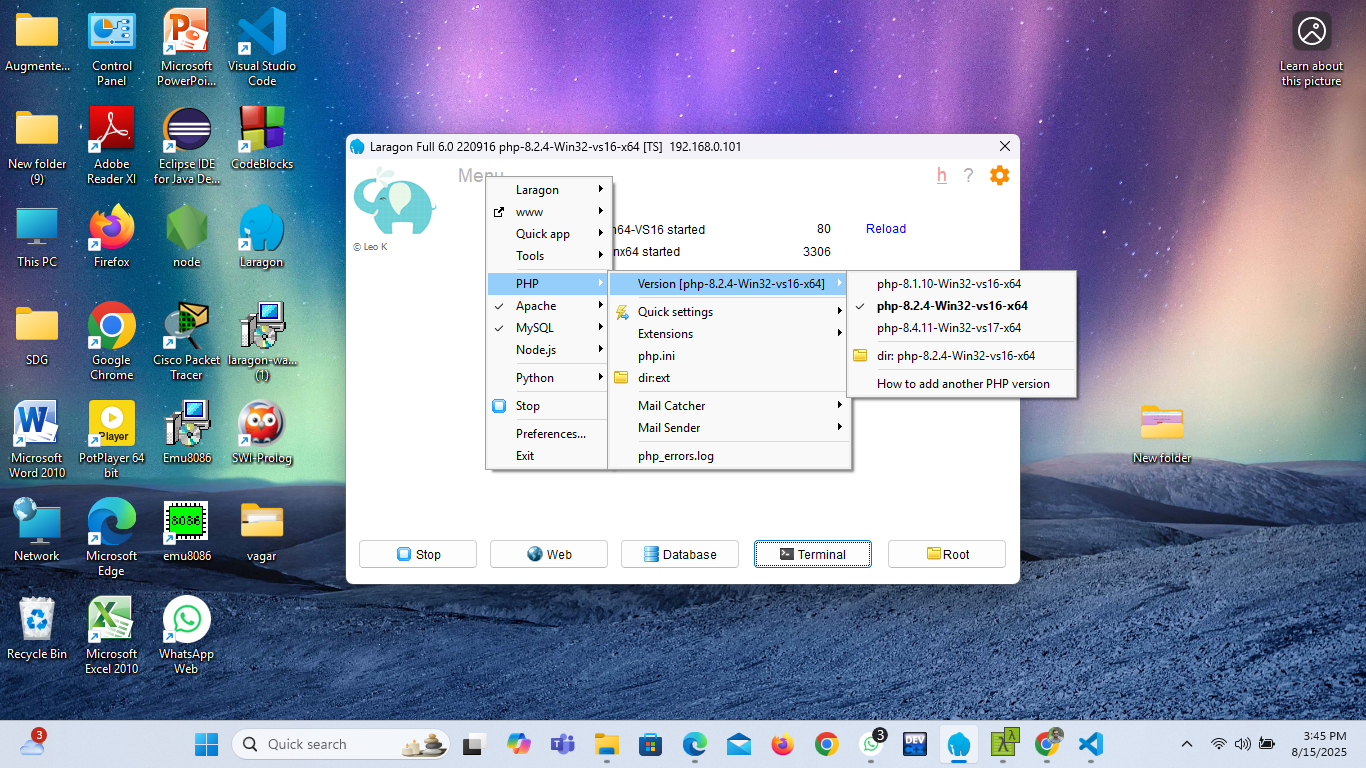 Augmente...
Control
Panel
Microsoft
PowerPoi...
Visual Studio
Code
Learn about
this picture
New folder
(9)
Adobe
Reader XI
Eclipse IDE
for Java De...
CodeBlocks
This PC
Firefox
node
Laragon
SDG
Google
Chrome
Cisco Packet
Tracer
laragon-wa...
(1)
Microsoft
Word 2010
Player
PotPlayer 64
bit
Emu8086
SWI-Prolog
Network
Microsoft
Edge
8086
emu8086
vagar
Recycle Bin
Microsoft
Excel 2010
WhatsApp
Web
New folder
Laragon Full 6.0 220916 php-8.2.4-Win32-vs16-x64 [TS] 192.168.0.101
Menu
h ?
© Leo K
n64-VS16 started 80 Reload
nx64 started 3306
Laragon
www
Quick app
Tools
PHP
Apache
MySQL
Node.js
Python
Stop
Preferences...
Exit
Version [php-8.2.4-Win32-vs16-x64]
Quick settings
Extensions
php.ini
dir:ext
Mail Catcher
Mail Sender
php_errors.log
php-8.1.10-Win32-vs16-x64
php-8.2.4-Win32-vs16-x64
php-8.4.11-Win32-vs17-x64
dir: php-8.2.4-Win32-vs16-x64
How to add another PHP version
Stop
Web
Database
Terminal
Root
3
Quick search
3
DEV
3:45 PM
8/15/2025